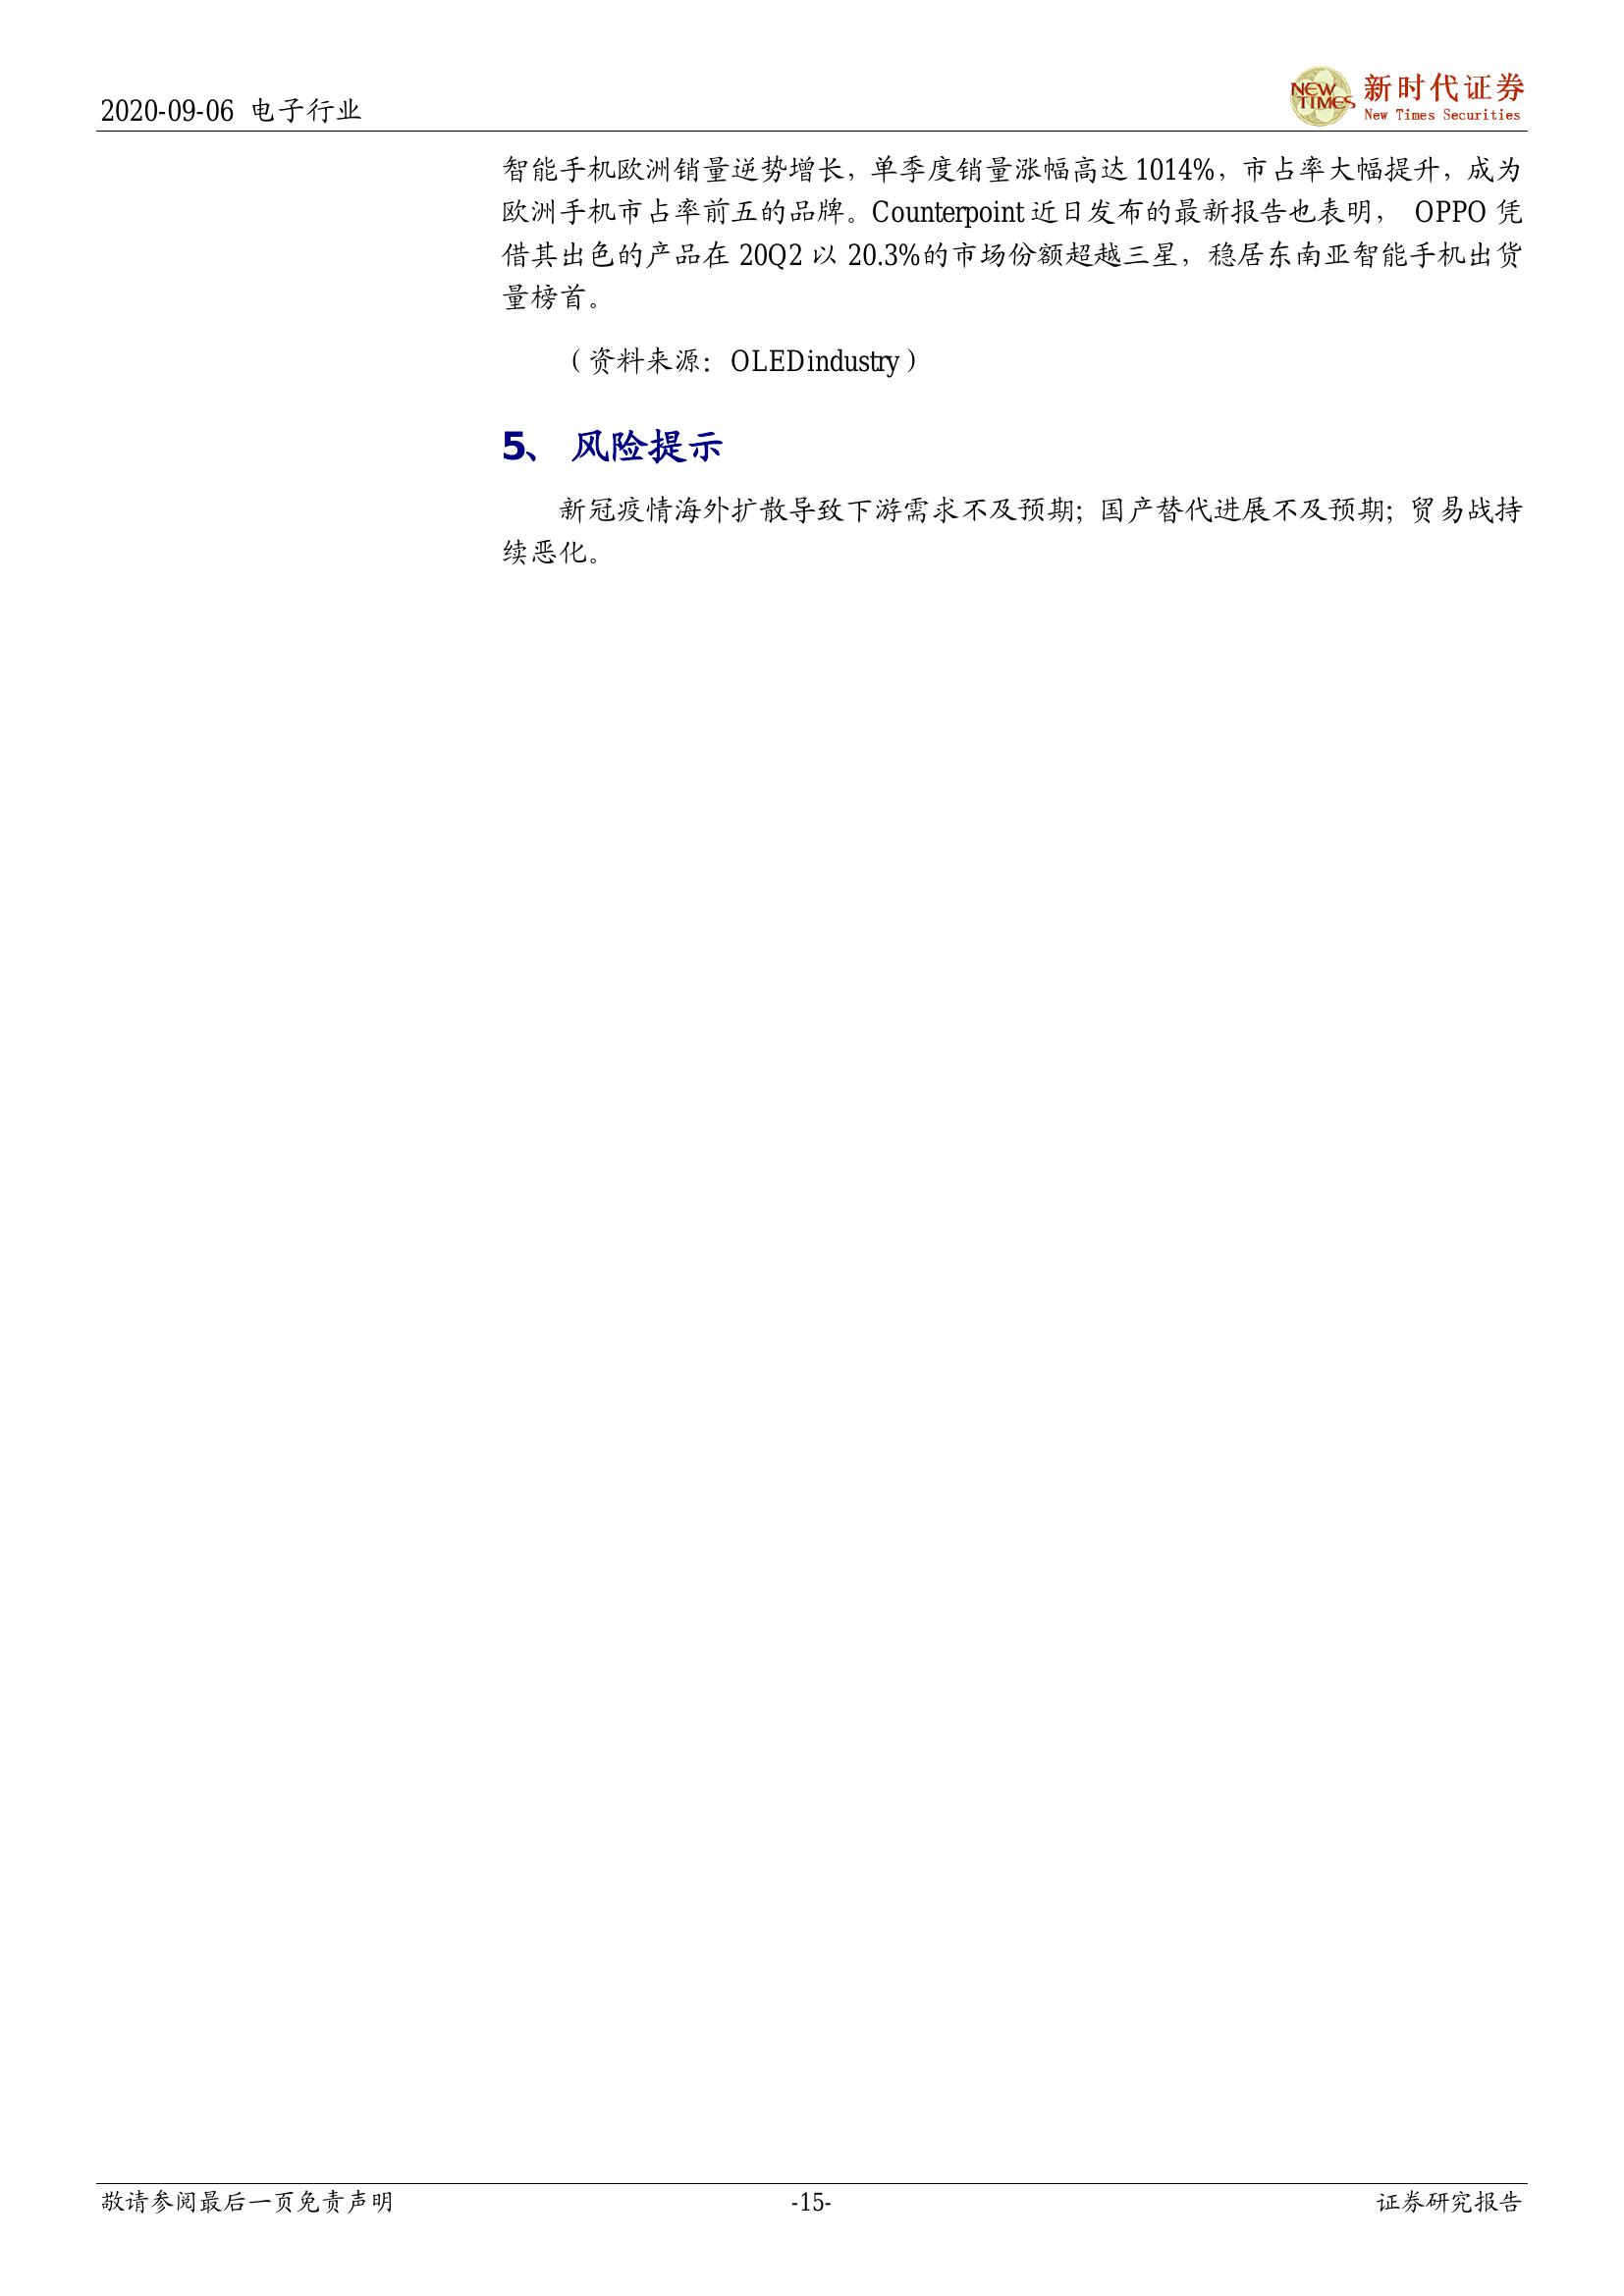 2020-09-06 电子行业
NEW TIMES 新时代证券
New Times Securities
智能手机欧洲销量逆势增长，单季度销量涨幅高达 1014%，市占率大幅提升，成为
欧洲手机市占率前五的品牌。Counterpoint 近日发布的最新报告也表明， OPPO 凭
借其出色的产品在 20Q2 以 20.3%的市场份额超越三星，稳居东南亚智能手机出货
量榜首。
（资料来源：OLEDindustry）
5、 风险提示
新冠疫情海外扩散导致下游需求不及预期；国产替代进展不及预期；贸易战持
续恶化。
敬请参阅最后一页免责声明 -15- 证券研究报告